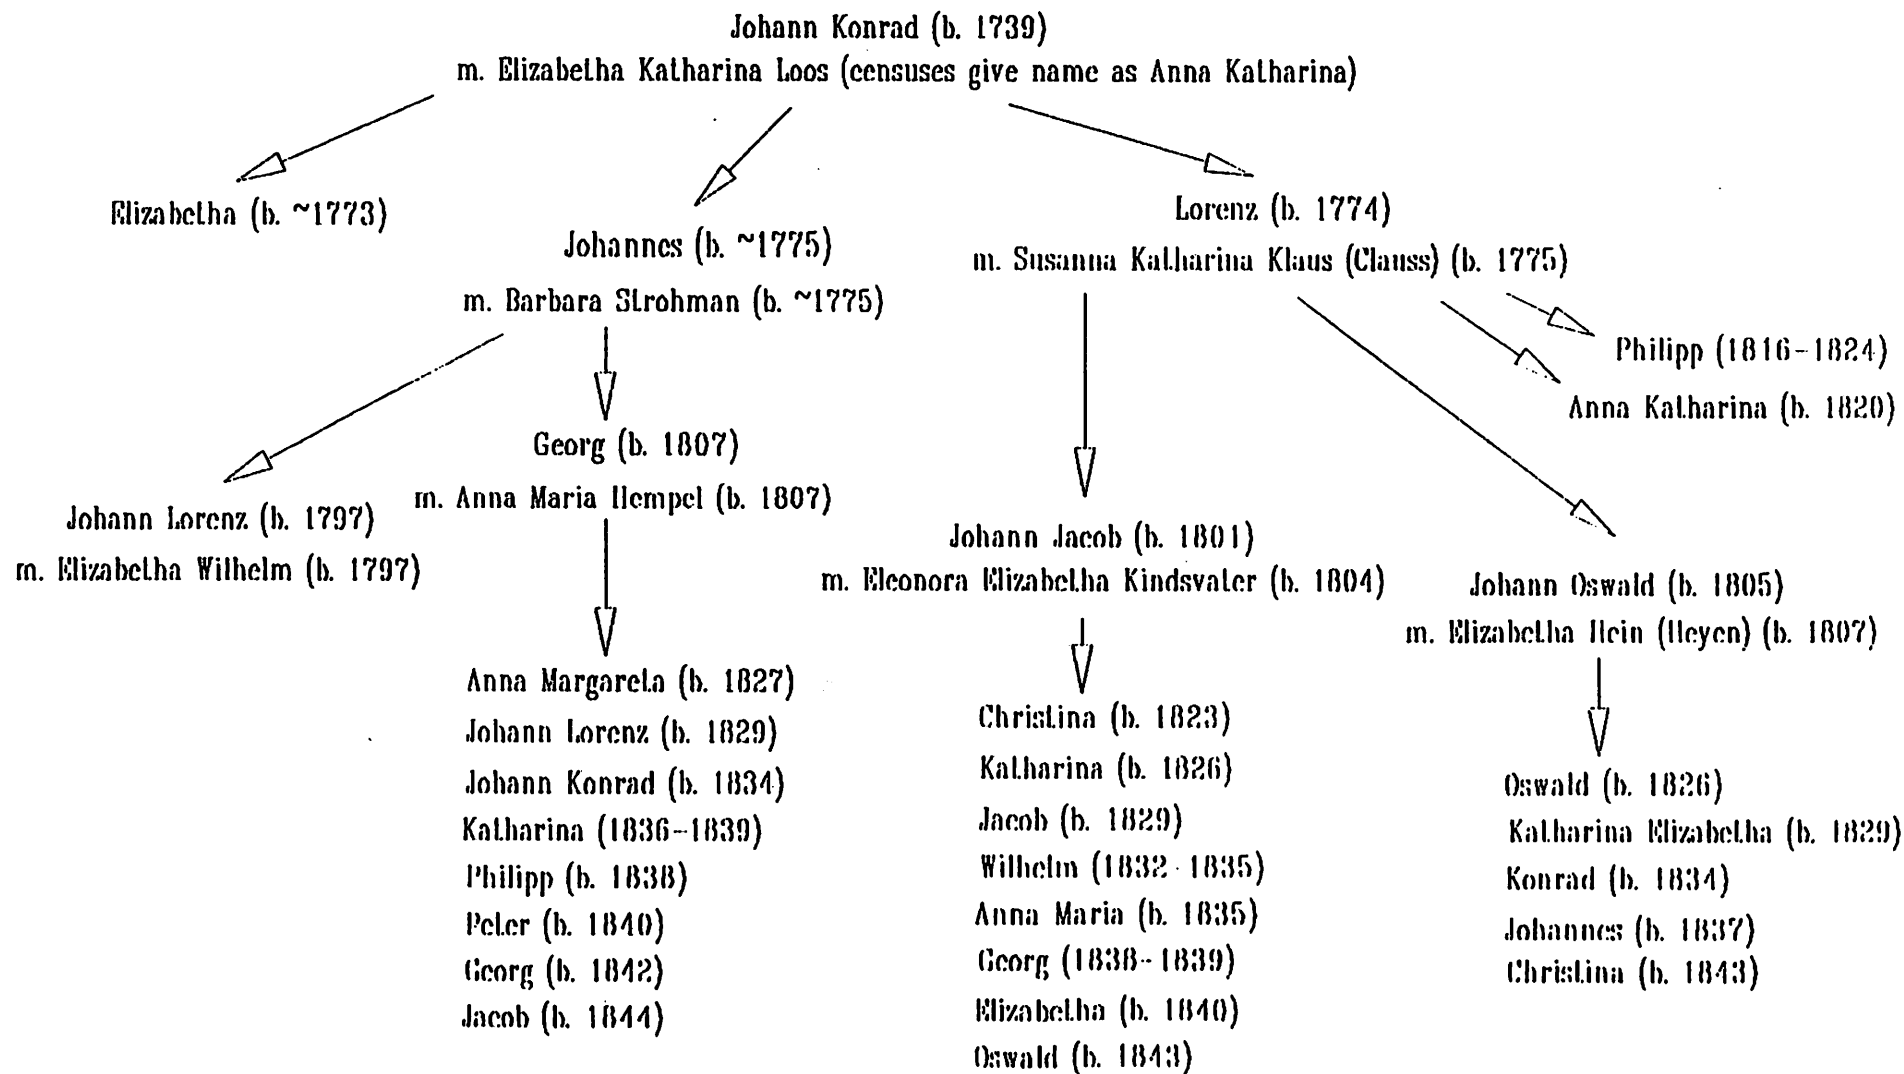 Johann Konrad (b. 1739)
m. Elizabetha Katharina Loos (censuses give name as Anna Katharina)
Elizabetha (b. ~1773)
Johannes (b. ~1775)
m. Barbara Strohman (b. ~1775)
Lorenz (b. 1774)
m. Susanna Katharina Klaus (Clauss) (b. 1775)
Philipp (1816-1824)
Anna Katharina (b. 1820)
Johann Lorenz (b. 1797)
m. Elizabetha Wilhelm (b. 1797)
Georg (b. 1807)
m. Anna Maria Hempel (b. 1807)
Johann Jacob (b. 1801)
m. Eleonora Elizabetha Kindsvater (b. 1804)
Johann Oswald (b. 1805)
m. Elizabetha Hein (Heyen) (b. 1807)
Anna Margareta (b. 1827)
Johann Lorenz (b. 1829)
Johann Konrad (b. 1834)
Katharina (1836-1839)
Philipp (b. 1838)
Peter (b. 1840)
Georg (b. 1842)
Jacob (b. 1844)
Christina (b. 1823)
Katharina (b. 1826)
Jacob (b. 1829)
Wilhelm (1832-1835)
Anna Maria (b. 1835)
Georg (1838-1839)
Elizabetha (b. 1840)
Oswald (b. 1843)
Oswald (b. 1826)
Katharina Elizabetha (b. 1829)
Konrad (b. 1834)
Johannes (b. 1837)
Christina (b. 1843)